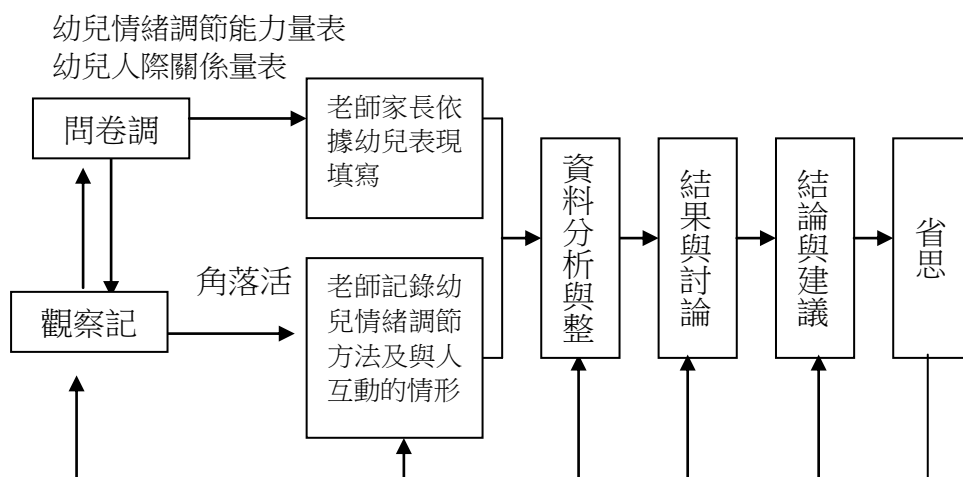 幼兒情緒調節能力量表
幼兒人際關係量表
問卷調
老師家長依
據幼兒表現
填寫
觀察記
角落活
老師記錄幼
兒情緒調節
方法及與人
互動的情形
資料分析與整
結果與討論
結論與建議
省思